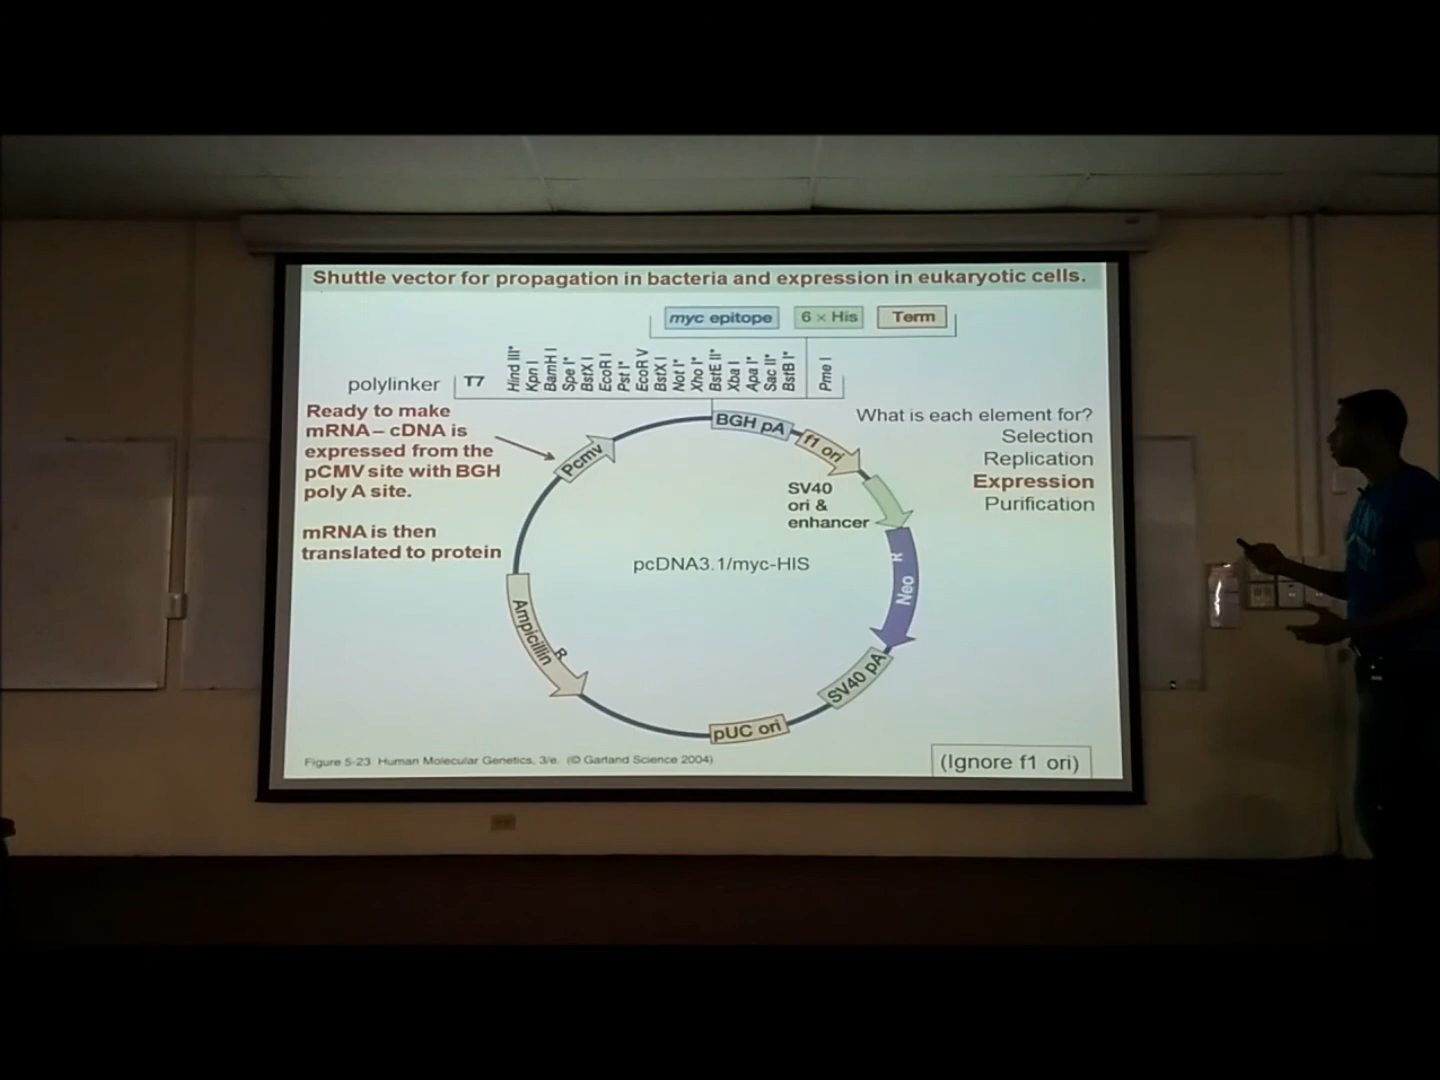 Shuttle vector for propagation in bacteria and expression in eukaryotic cells.
myc epitope
6 × His
Term
polylinker
T7
Hind III*
Kpn I
BamH I
Spe I*
BstX I
EcoR I
Pst I*
EcoR V
BstX I
Not I*
Xho I*
BstE II*
Xba I
Apa I*
Sac II*
BstB I*
Pme I
Ready to make
mRNA – cDNA is
expressed from the
pCMV site with BGH
poly A site.
mRNA is then
translated to protein
What is each element for?
Selection
Replication
Expression
Purification
Pcmv
BGH pA
f1 ori
SV40
ori &
enhancer
Neo R
SV40 pA
pUC ori
Ampicillin R
pcDNA3.1/myc-HIS
Figure 5-23 Human Molecular Genetics, 3/e. (© Garland Science 2004)
(Ignore f1 ori)